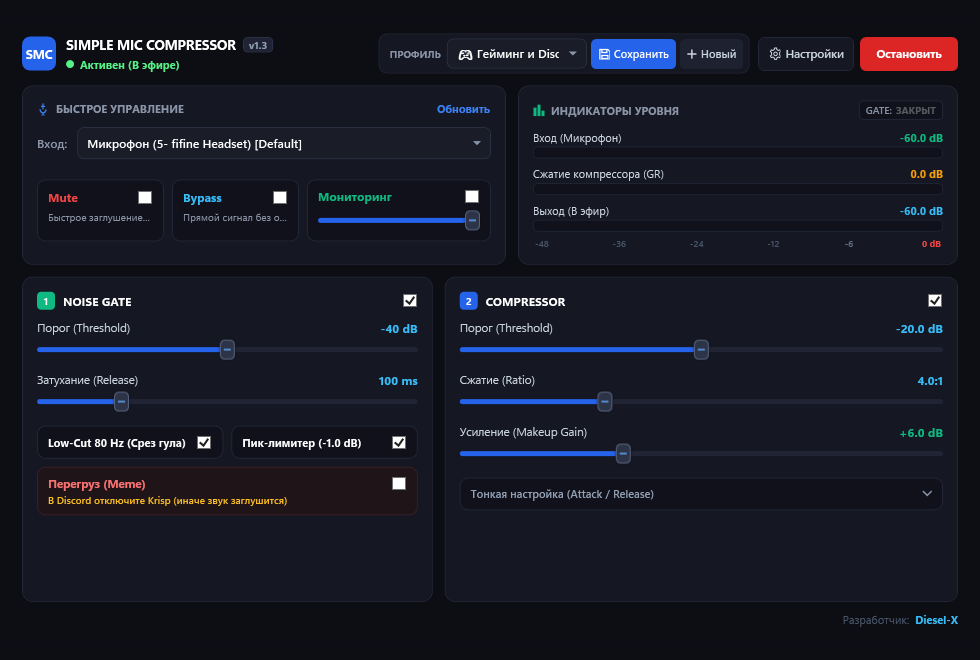 SMC
SIMPLE MIC COMPRESSOR v1.3
Активен (В эфире)
ПРОФИЛЬ
Гейминг и Disc
Сохранить
Новый
Настройки
Остановить
БЫСТРОЕ УПРАВЛЕНИЕ
Обновить
Вход:
Микрофон (5- fifine Headset) [Default]
Mute
Быстрое заглушение...
Bypass
Прямой сигнал без о...
Мониторинг
ИНДИКАТОРЫ УРОВНЯ
GATE: ЗАКРЫТ
Вход (Микрофон) -60.0 dB
Сжатие компрессора (GR) 0.0 dB
Выход (В эфир) -60.0 dB
-48 -36 -24 -12 -6 0 dB
1 NOISE GATE
Порог (Threshold) -40 dB
Затухание (Release) 100 ms
Low-Cut 80 Hz (Срез гула)
Пик-лимитер (-1.0 dB)
Перегруз (Meme)
В Discord отключите Krisp (иначе звук заглушится)
2 COMPRESSOR
Порог (Threshold) -20.0 dB
Сжатие (Ratio) 4.0:1
Усиление (Makeup Gain) +6.0 dB
Тонкая настройка (Attack / Release)
Разработчик: Diesel-X